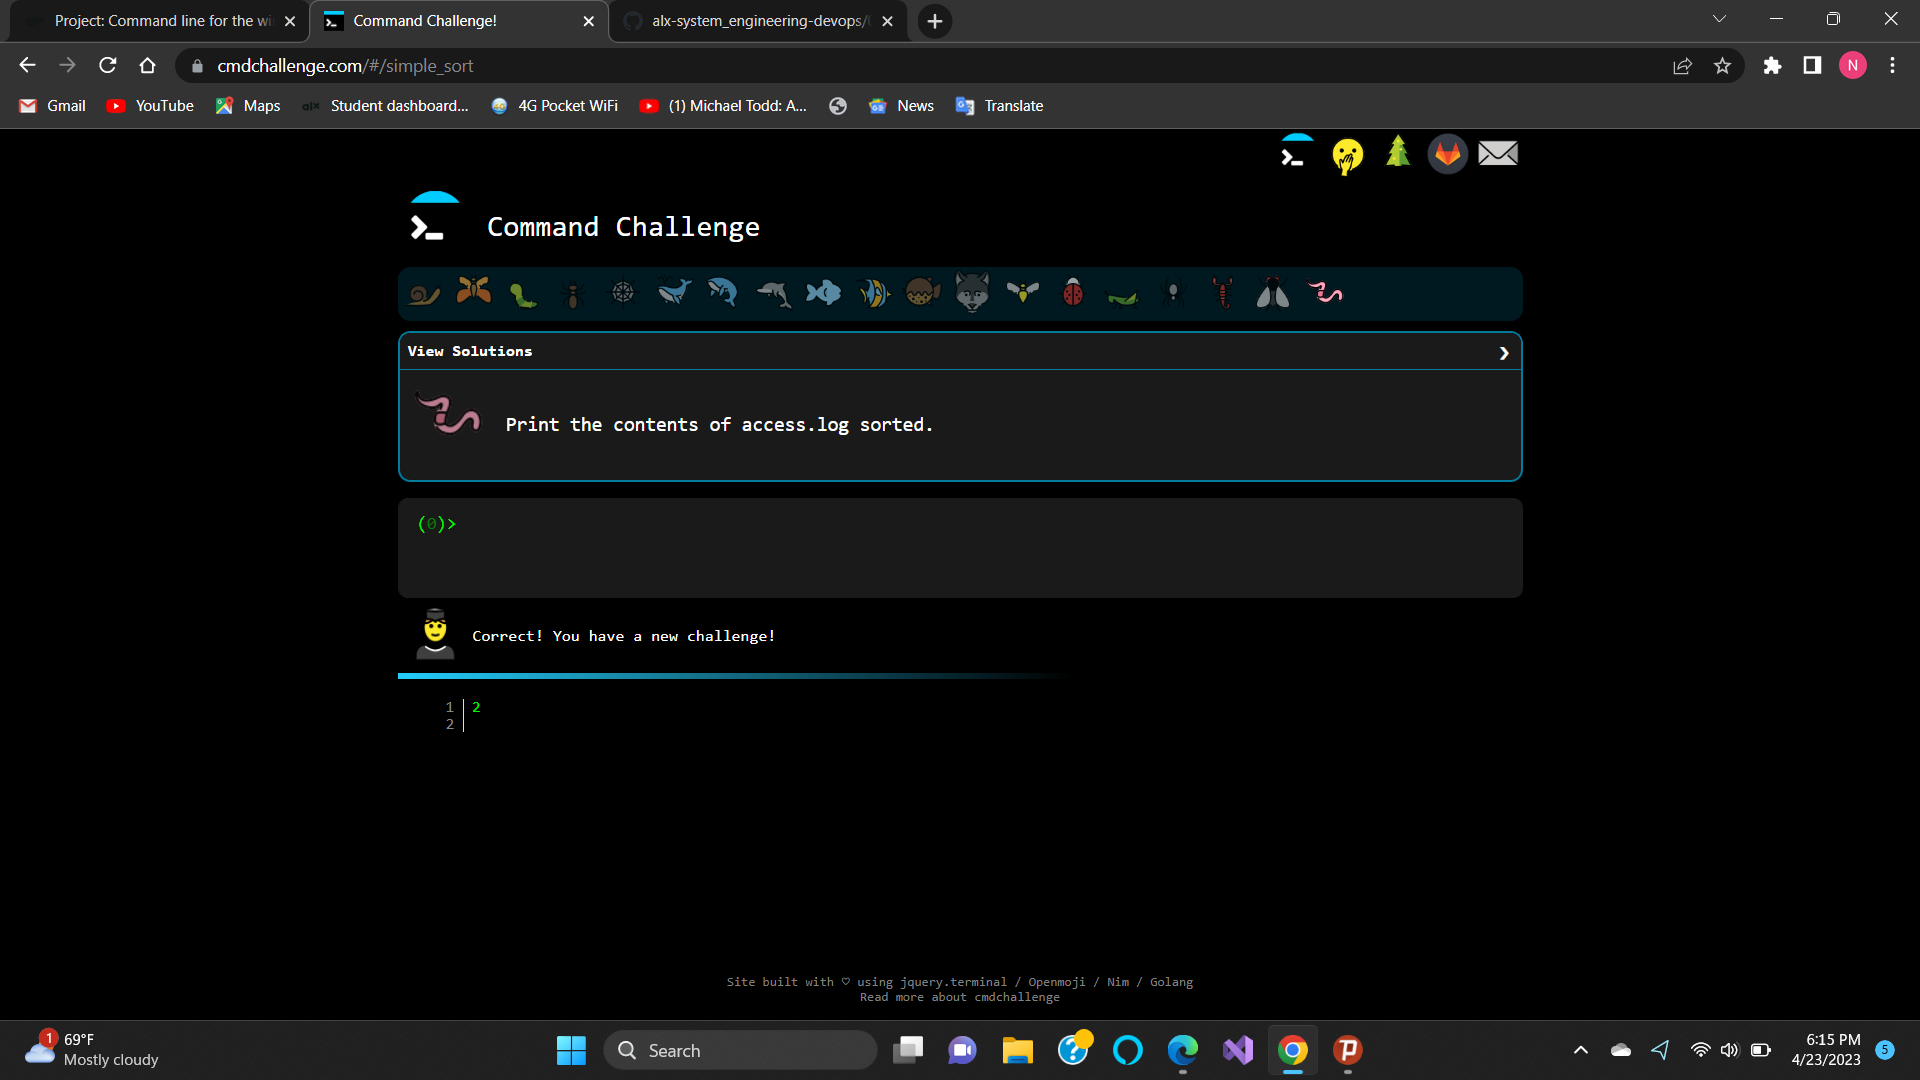 Project: Command line for the wi
Command Challenge!
alx-system_engineering-devops/
cmdchallenge.com/#/simple_sort
N
Gmail
YouTube
Maps
alx
Student dashboard...
4G Pocket WiFi
(1) Michael Todd: A...
News
Translate
Command Challenge
View Solutions
Print the contents of access.log sorted.
(0)>
Correct! You have a new challenge!
1 2
2
Site built with ♡ using jquery.terminal / Openmoji / Nim / Golang
Read more about cmdchallenge
1
69°F
Mostly cloudy
Search
6:15 PM
4/23/2023
5